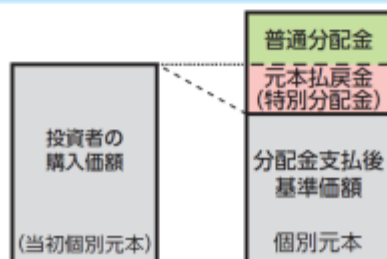 普通分配金
元本払戻金
(特別分配金)
投資者の
購入価額
(当初個別元本)
分配金支払後
基準価額
個別元本